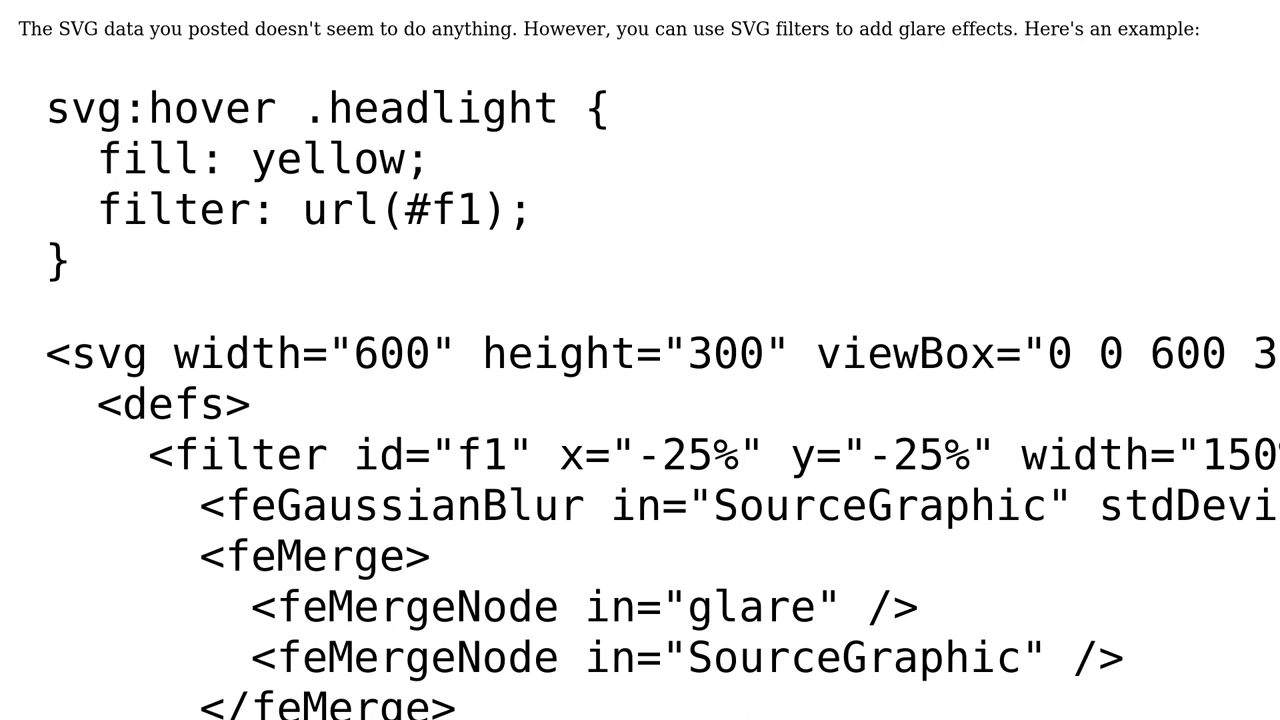 The SVG data you posted doesn't seem to do anything. However, you can use SVG filters to add glare effects. Here's an example:
svg:hover .headlight {
  fill: yellow;
  filter: url(#f1);
}
<svg width="600" height="300" viewBox="0 0 600 3
  <defs>
    <filter id="f1" x="-25%" y="-25%" width="150%
      <feGaussianBlur in="SourceGraphic" stdDevi
      <feMerge>
        <feMergeNode in="glare" />
        <feMergeNode in="SourceGraphic" />
      </feMerge>